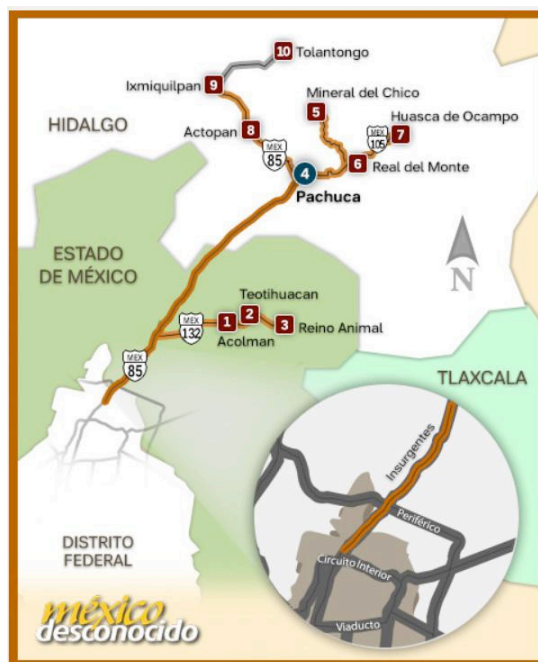 10 Tolantongo
Ixmiquilpan 9
Mineral del Chico
5
HIDALGO
Actopan 8
MEX 105
Huasca de Ocampo
7
MEX 85
6 Real del Monte
4
Pachuca
N
ESTADO
DE MÉXICO
Teotihuacan
MEX 132
1 2 3 Reino Animal
Acolman
MEX 85
TLAXCALA
Insurgentes
Periférico
Circuito Interior
Viaducto
DISTRITO
FEDERAL
méxico
desconocido